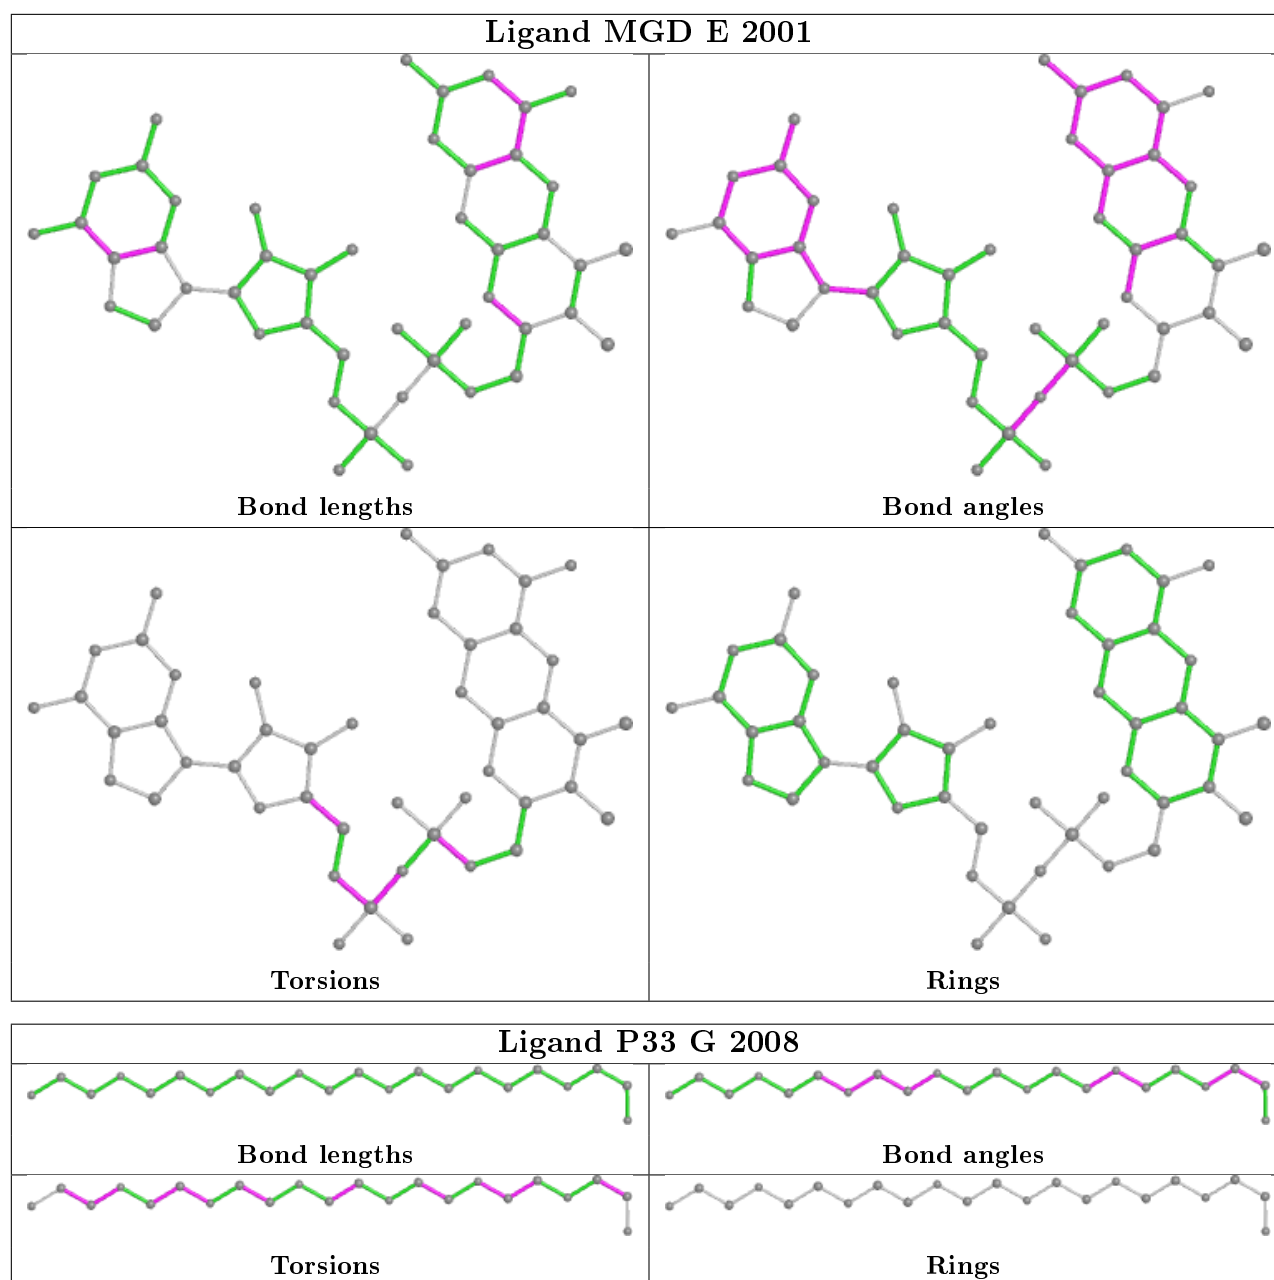 Ligand MGD E 2001
Bond lengths
Bond angles
Torsions
Rings
Ligand P33 G 2008
Bond lengths
Bond angles
Torsions
Rings